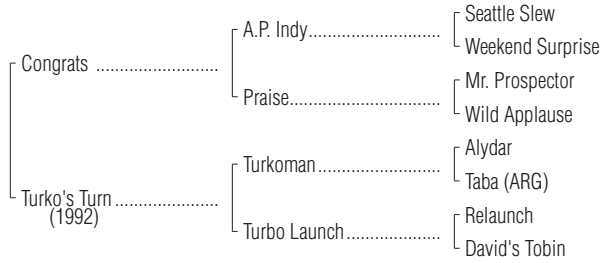 Seattle Slew
A.P. Indy
Weekend Surprise
Congrats
Mr. Prospector
Praise
Wild Applause
Alydar
Turkoman
Taba (ARG)
Turko's Turn
(1992)
Relaunch
Turbo Launch
David's Tobin